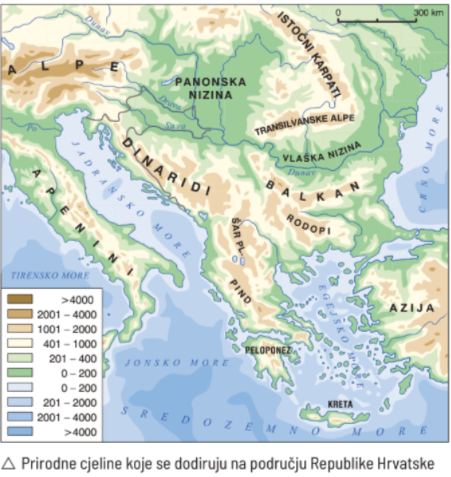 0 300 km
ISTOČNI KARPATI
Dunav
ALPE
PANONSKA
NIZINA
Drava
Sava
TRANSILVANSKE ALPE
Po
VLAŠKA NIZINA
Dunav
DINARIDI
BALKAN
CRNO MORE
JADRANSKO MORE
APENINI
RODOPI
ŠAR PL.
TIRENSKO MORE
PIND
EGEJSKO MORE
AZIJA
>4000
2001 – 4000
1001 – 2000
401 – 1000
201 – 400
0 – 200
0 – 200
201 – 2000
2001 – 4000
>4000
PELOPONEZ
JONSKO MORE
KRETA
SREDOZEMNO MORE
△ Prirodne cjeline koje se dodiruju na području Republike Hrvatske